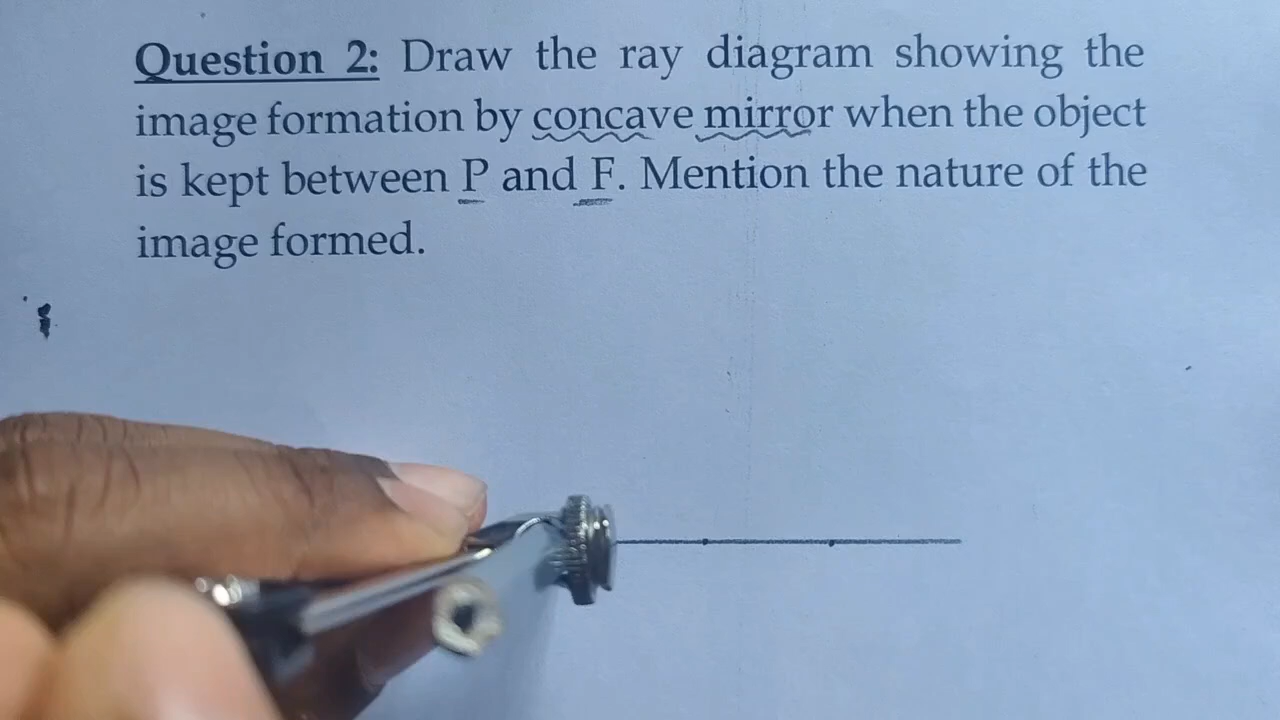 Question 2: Draw the ray diagram showing the
image formation by concave mirror when the object
is kept between P and F. Mention the nature of the
image formed.